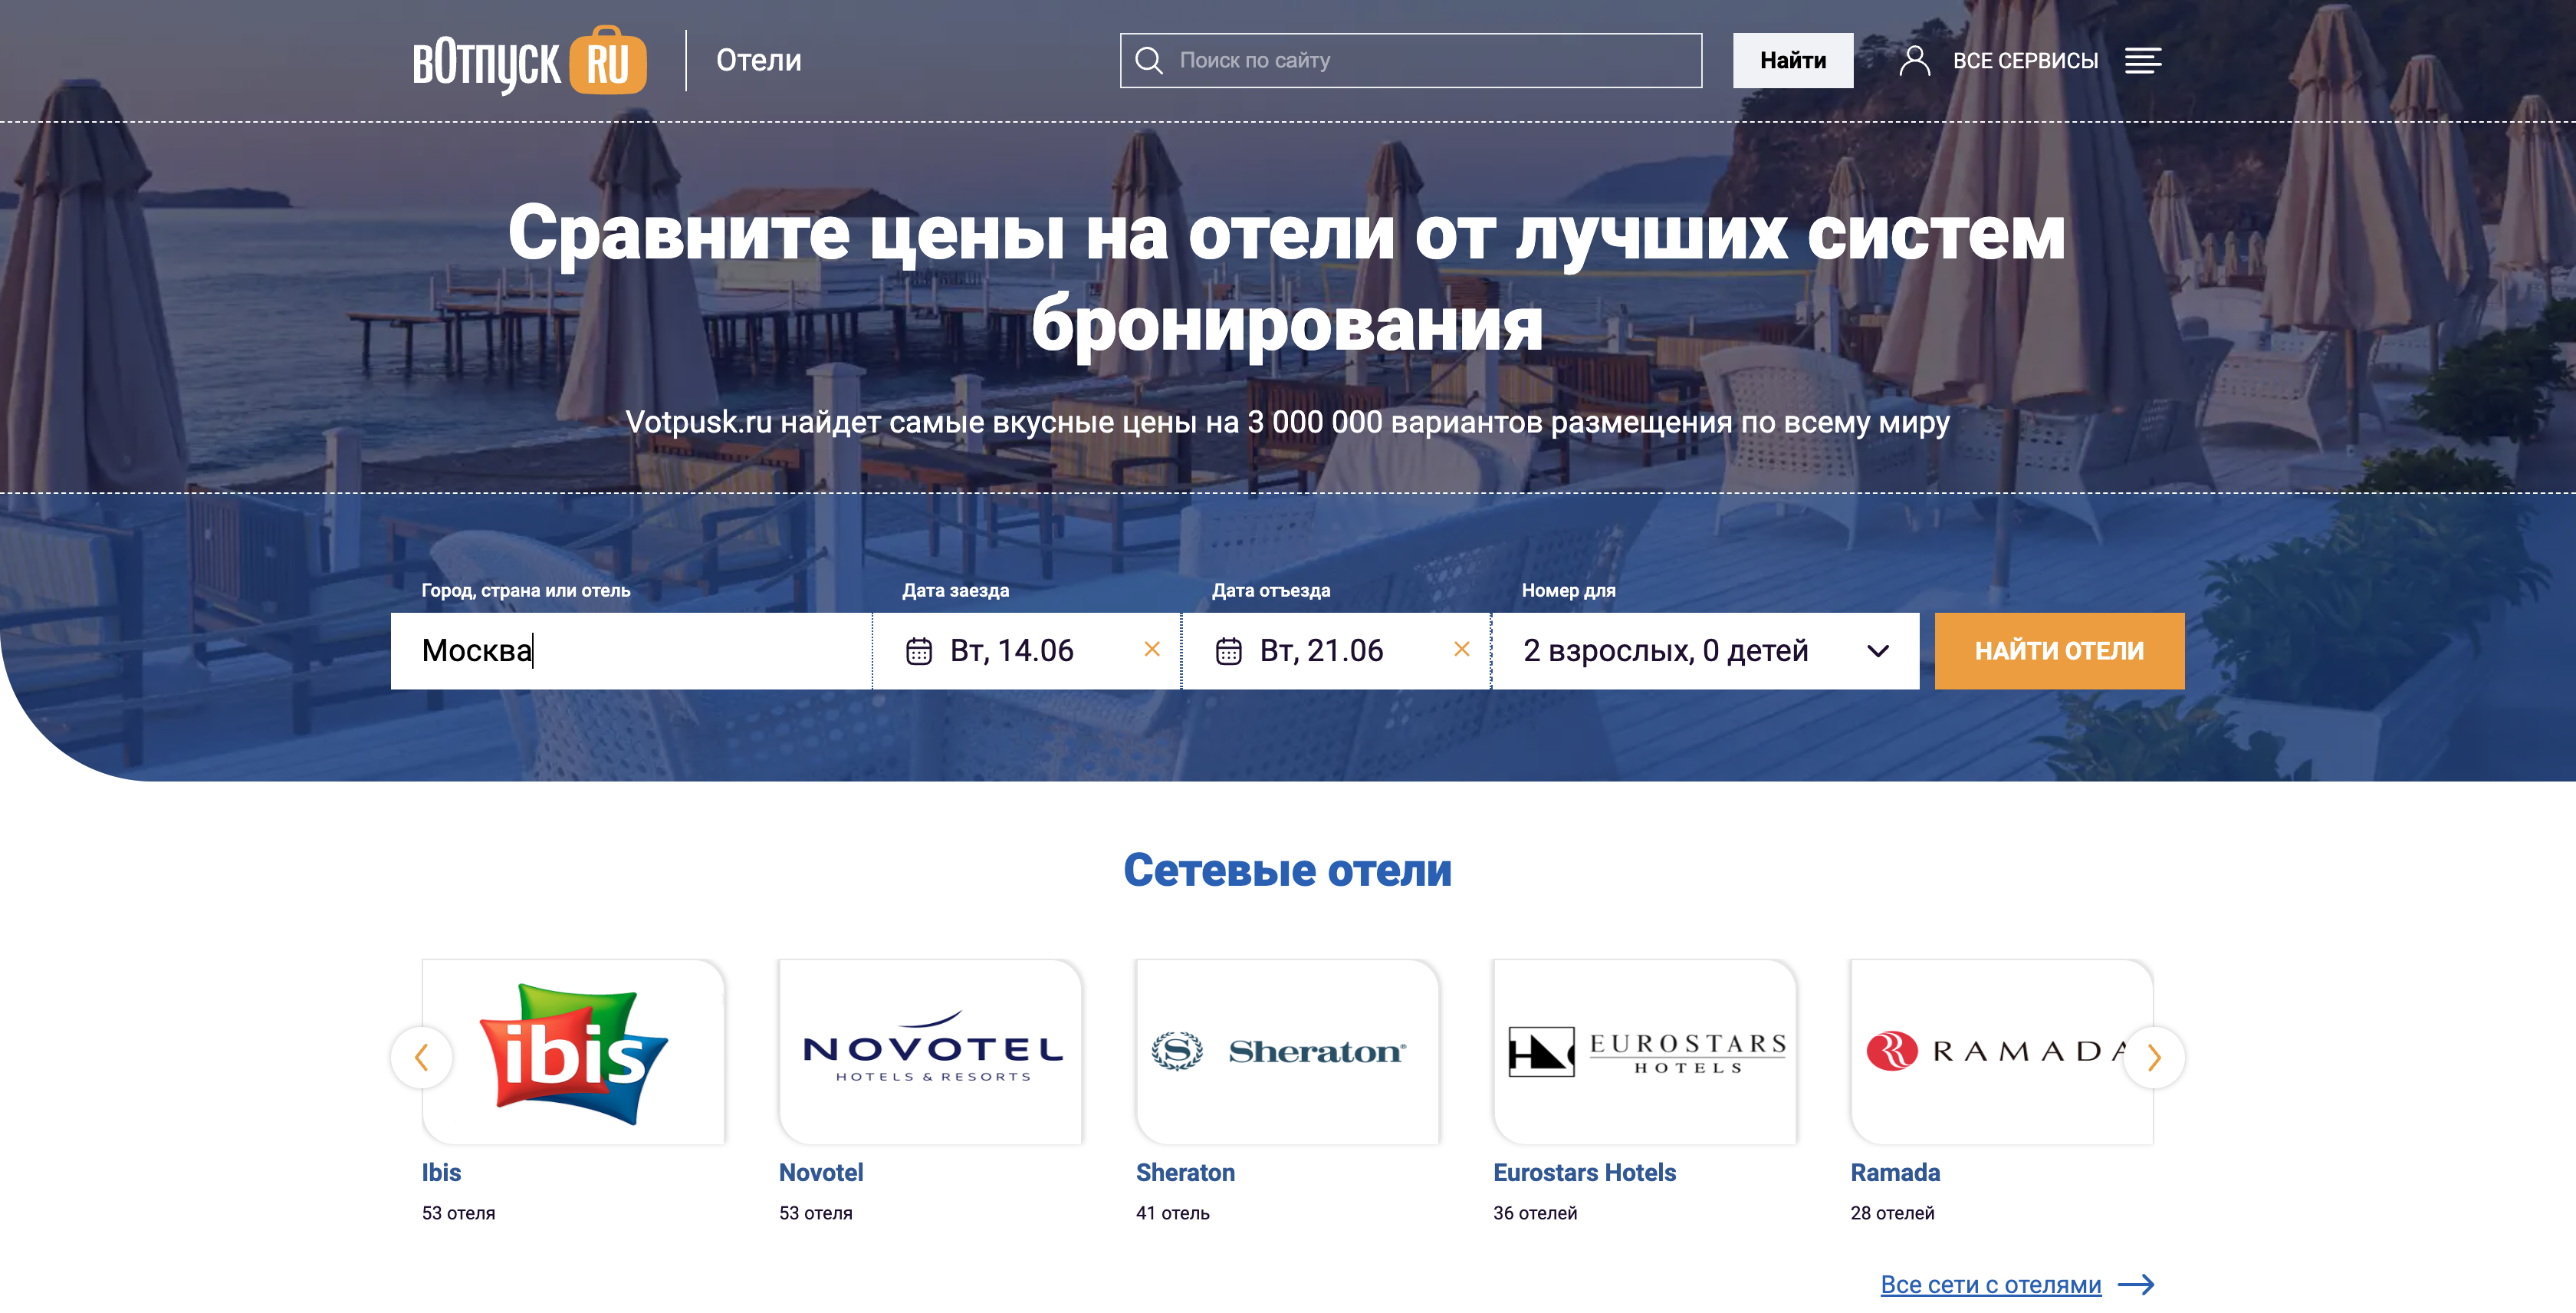 вОтпуск RU
Отели
Поиск по сайту
Найти
ВСЕ СЕРВИСЫ
Сравните цены на отели от лучших систем
бронирования
Votpusk.ru найдет самые вкусные цены на 3 000 000 вариантов размещения по всему миру
Город, страна или отель
Дата заезда
Дата отъезда
Номер для
Москва
Вт, 14.06
Вт, 21.06
2 взрослых, 0 детей
НАЙТИ ОТЕЛИ
Сетевые отели
ibis
NOVOTEL
HOTELS & RESORTS
S Sheraton®
EUROSTARS
HOTELS
R RAMADA
Ibis
Novotel
Sheraton
Eurostars Hotels
Ramada
53 отеля
53 отеля
41 отель
36 отелей
28 отелей
Все сети с отелями